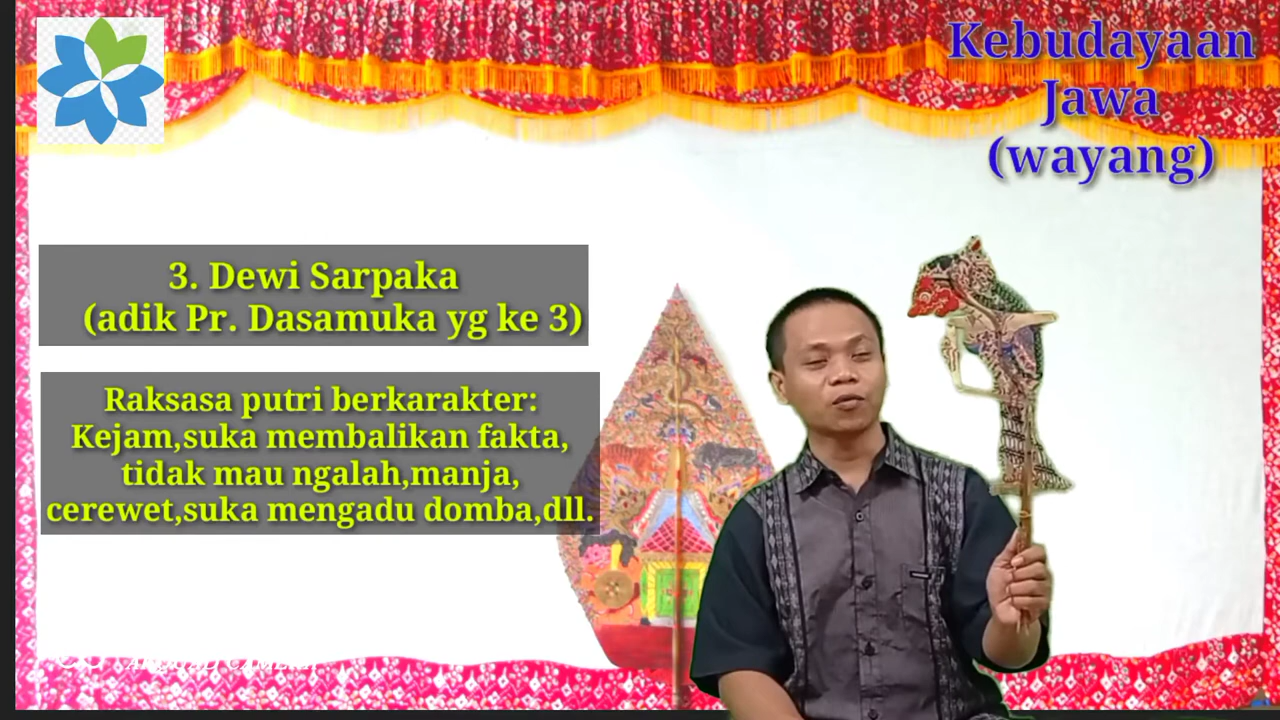 Kebudayaan
Jawa
(wayang)
3. Dewi Sarpaka
(adik Pr. Dasamuka yg ke 3)
Raksasa putri berkarakter:
Kejam,suka membalikan fakta,
tidak mau ngalah,manja,
cerewet,suka mengadu domba,dll.